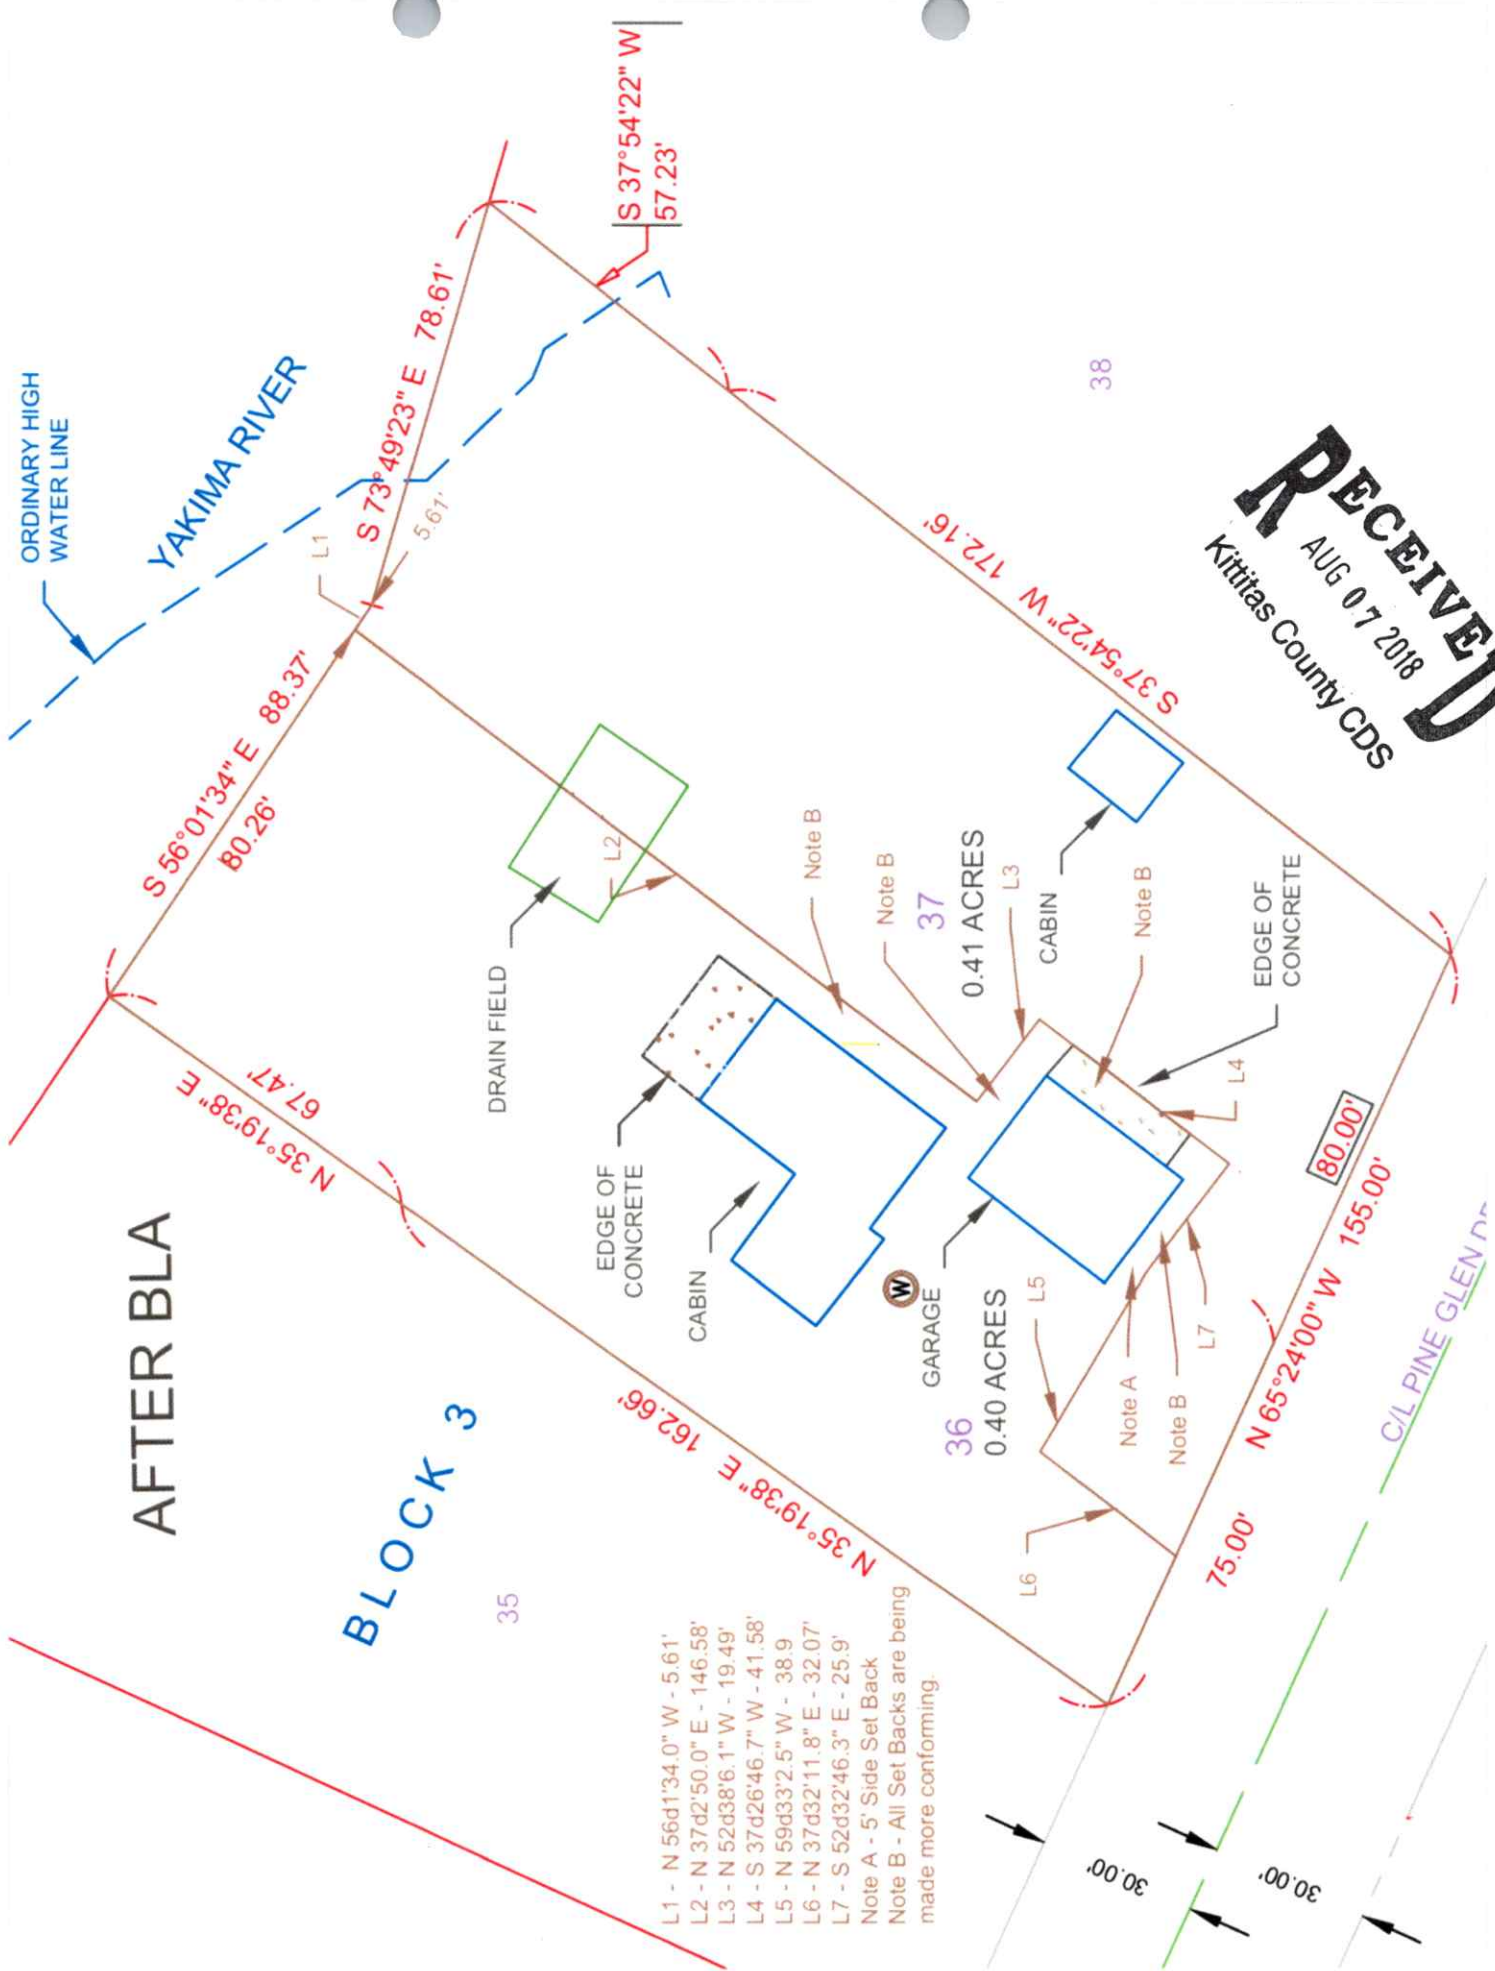 AFTER BLA
BLOCK 3
35
ORDINARY HIGH
WATER LINE
YAKIMA RIVER
L1
S 56°01'34" E 88.37'
80.26'
S 73°49'23" E 78.61'
5.61'
S 37°54'22" W
57.23'
N 35°19'38" E
67.47'
N 35°19'38" E 162.66'
DRAIN FIELD
L2
EDGE OF
CONCRETE
CABIN
W
GARAGE
36
0.40 ACRES
Note B
Note B
37
0.41 ACRES
L3
CABIN
Note B
EDGE OF
CONCRETE
L4
L5
Note A
Note B
L7
L6
S 37°54'22" W 172.16'
38
80.00'
N 65°24'00" W 155.00'
75.00'
C/L PINE GLEN
30.00'
30.00'
L1 - N 56d1'34.0" W - 5.61'
L2 - N 37d2'50.0" E - 146.58'
L3 - N 52d38'6.1" W - 19.49'
L4 - S 37d26'46.7" W - 41.58'
L5 - N 59d33'2.5" W - 38.9
L6 - N 37d32'11.8" E - 32.07'
L7 - S 52d32'46.3" E - 25.9'
Note A - 5' Side Set Back
Note B - All Set Backs are being
made more conforming.
RECEIVED
AUG 07 2018
Kittitas County CDS